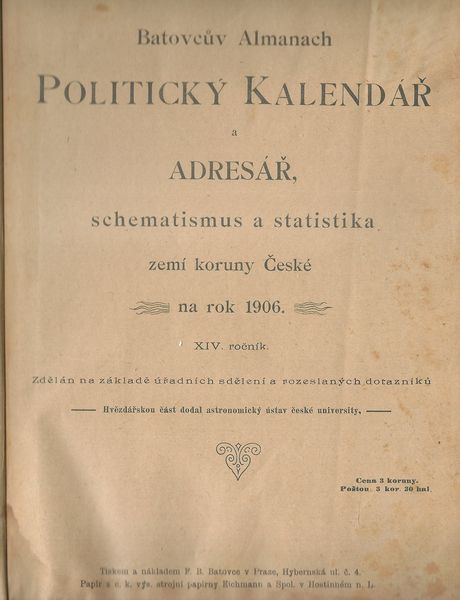 Batovcův Almanach
POLITICKÝ KALENDÁŘ
a
ADRESÁŘ,
schematismus a statistika
zemí koruny České
na rok 1906.
XIV. ročník.
Zdělán na základě úřadních sdělení a rozeslaných dotazníků
Hvězdářskou část dodal astronomický ústav české university,
Cena 3 koruny.
Poštou 3 kor. 30 hal
Tiskem a nákladem F. B. Batovce v Praze, Hybernská ul. č. 4.
Papír s c. k. výs. strojní papírny Eichmann a Spol. v Hostinném n. L.